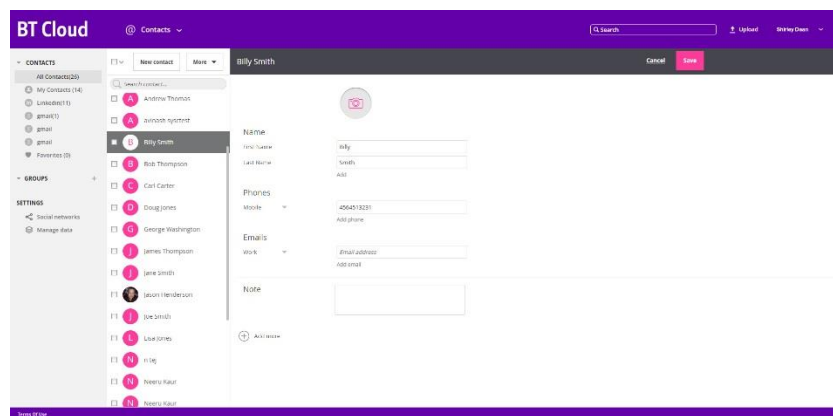 BT Cloud
@ Contacts
Search
Upload
Shirley Dean
CONTACTS
All Contacts(26)
My Contacts (14)
LinkedIn(11)
gmail(1)
gmail
gmail
Favorites (0)
GROUPS +
SETTINGS
Social networks
Manage data
New contact
More
Search contact...
A Andrew Thomas
A avinash sysrtest
B Billy Smith
B Bob Thompson
C Carl Carter
D Doug Jones
G George Washington
J James Thompson
J Jane Smith
Jason Henderson
J Joe Smith
L Lisa Jones
N n taj
N Neeru Kaur
N Neeru Kaur
Billy Smith
Cancel
Save
Name
First Name
Billy
Last Name
Smith
Add
Phones
Mobile
4564513231
Add phone
Emails
Work
Email address
Add email
Note
+ Add more
Terms Of Use